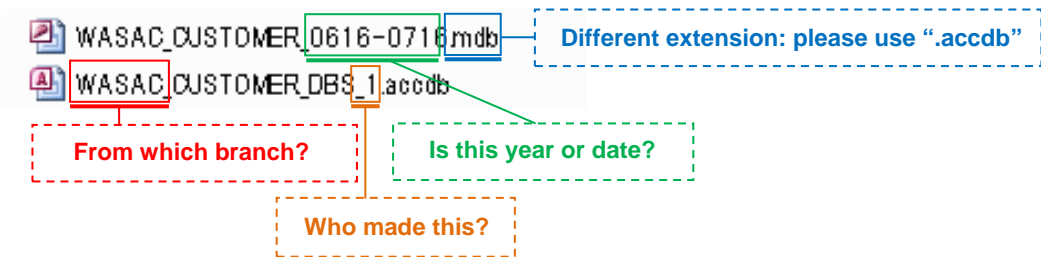 WASAC_CUSTOMER_0616-0716.mdb
Different extension: please use “.accdb”
WASAC_CUSTOMER_DBS_1.accdb
From which branch?
Is this year or date?
Who made this?